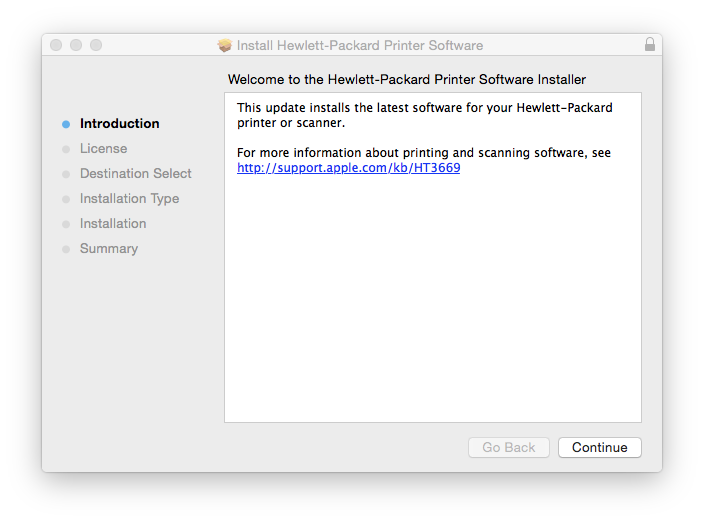 Install Hewlett-Packard Printer Software
Welcome to the Hewlett-Packard Printer Software Installer
Introduction
License
Destination Select
Installation Type
Installation
Summary
This update installs the latest software for your Hewlett-Packard
printer or scanner.
For more information about printing and scanning software, see
http://support.apple.com/kb/HT3669
Go Back
Continue